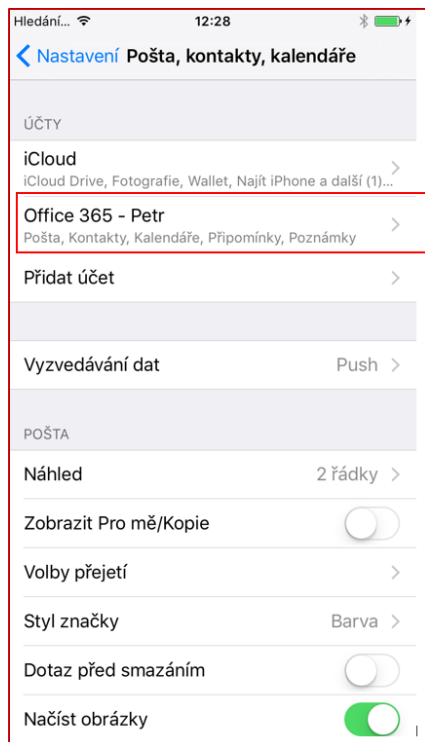 Hledání... 12:28
Nastavení Pošta, kontakty, kalendáře
ÚČTY
iCloud
iCloud Drive, Fotografie, Wallet, Najít iPhone a další (1)...
Office 365 - Petr
Pošta, Kontakty, Kalendáře, Připomínky, Poznámky
Přidat účet
Vyzvedávání dat Push
POŠTA
Náhled 2 řádky
Zobrazit Pro mě/Kopie
Volby přejetí
Styl značky Barva
Dotaz před smazáním
Načíst obrázky